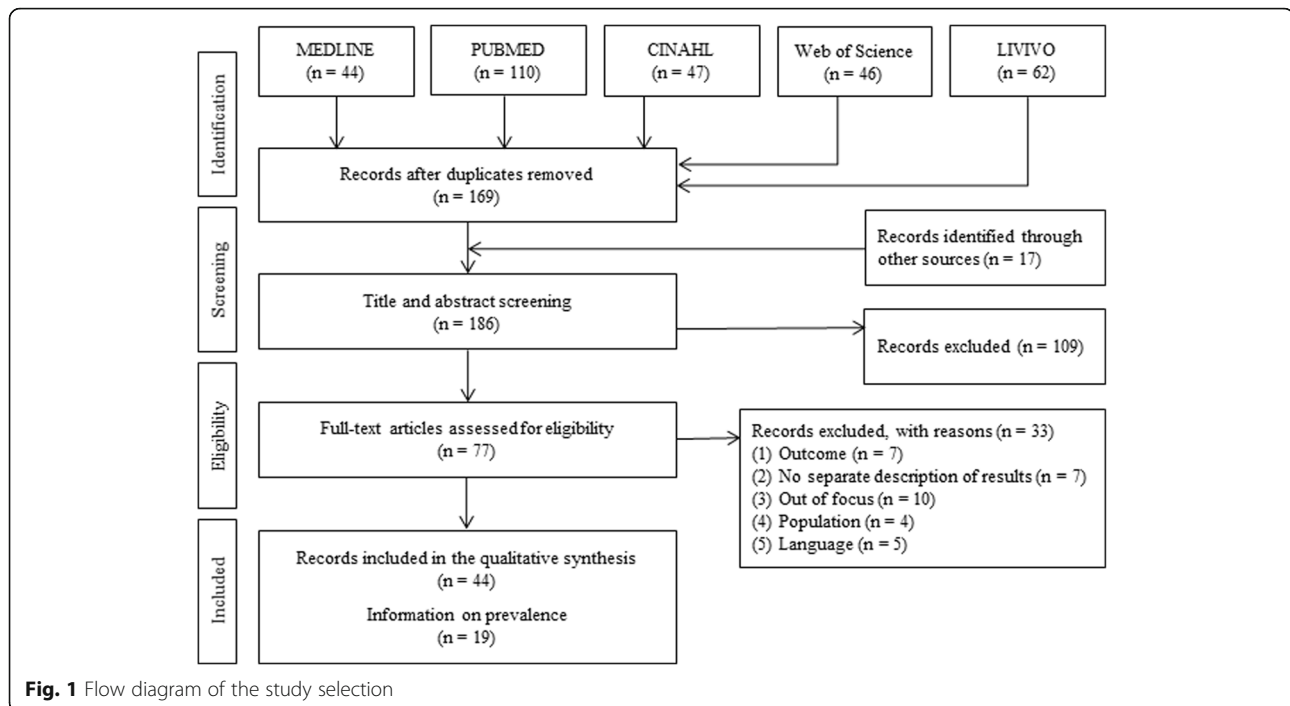 MEDLINE
(n = 44)
PUBMED
(n = 110)
CINAHL
(n = 47)
Web of Science
(n = 46)
LIVIVO
(n = 62)
Identification
Records after duplicates removed
(n = 169)
Records identified through
other sources (n = 17)
Screening
Title and abstract screening
(n = 186)
Records excluded (n = 109)
Eligibility
Full-text articles assessed for eligibility
(n = 77)
Records excluded, with reasons (n = 33)
(1) Outcome (n = 7)
(2) No separate description of results (n = 7)
(3) Out of focus (n = 10)
(4) Population (n = 4)
(5) Language (n = 5)
Included
Records included in the qualitative synthesis
(n = 44)
Information on prevalence
(n = 19)
Fig. 1 Flow diagram of the study selection